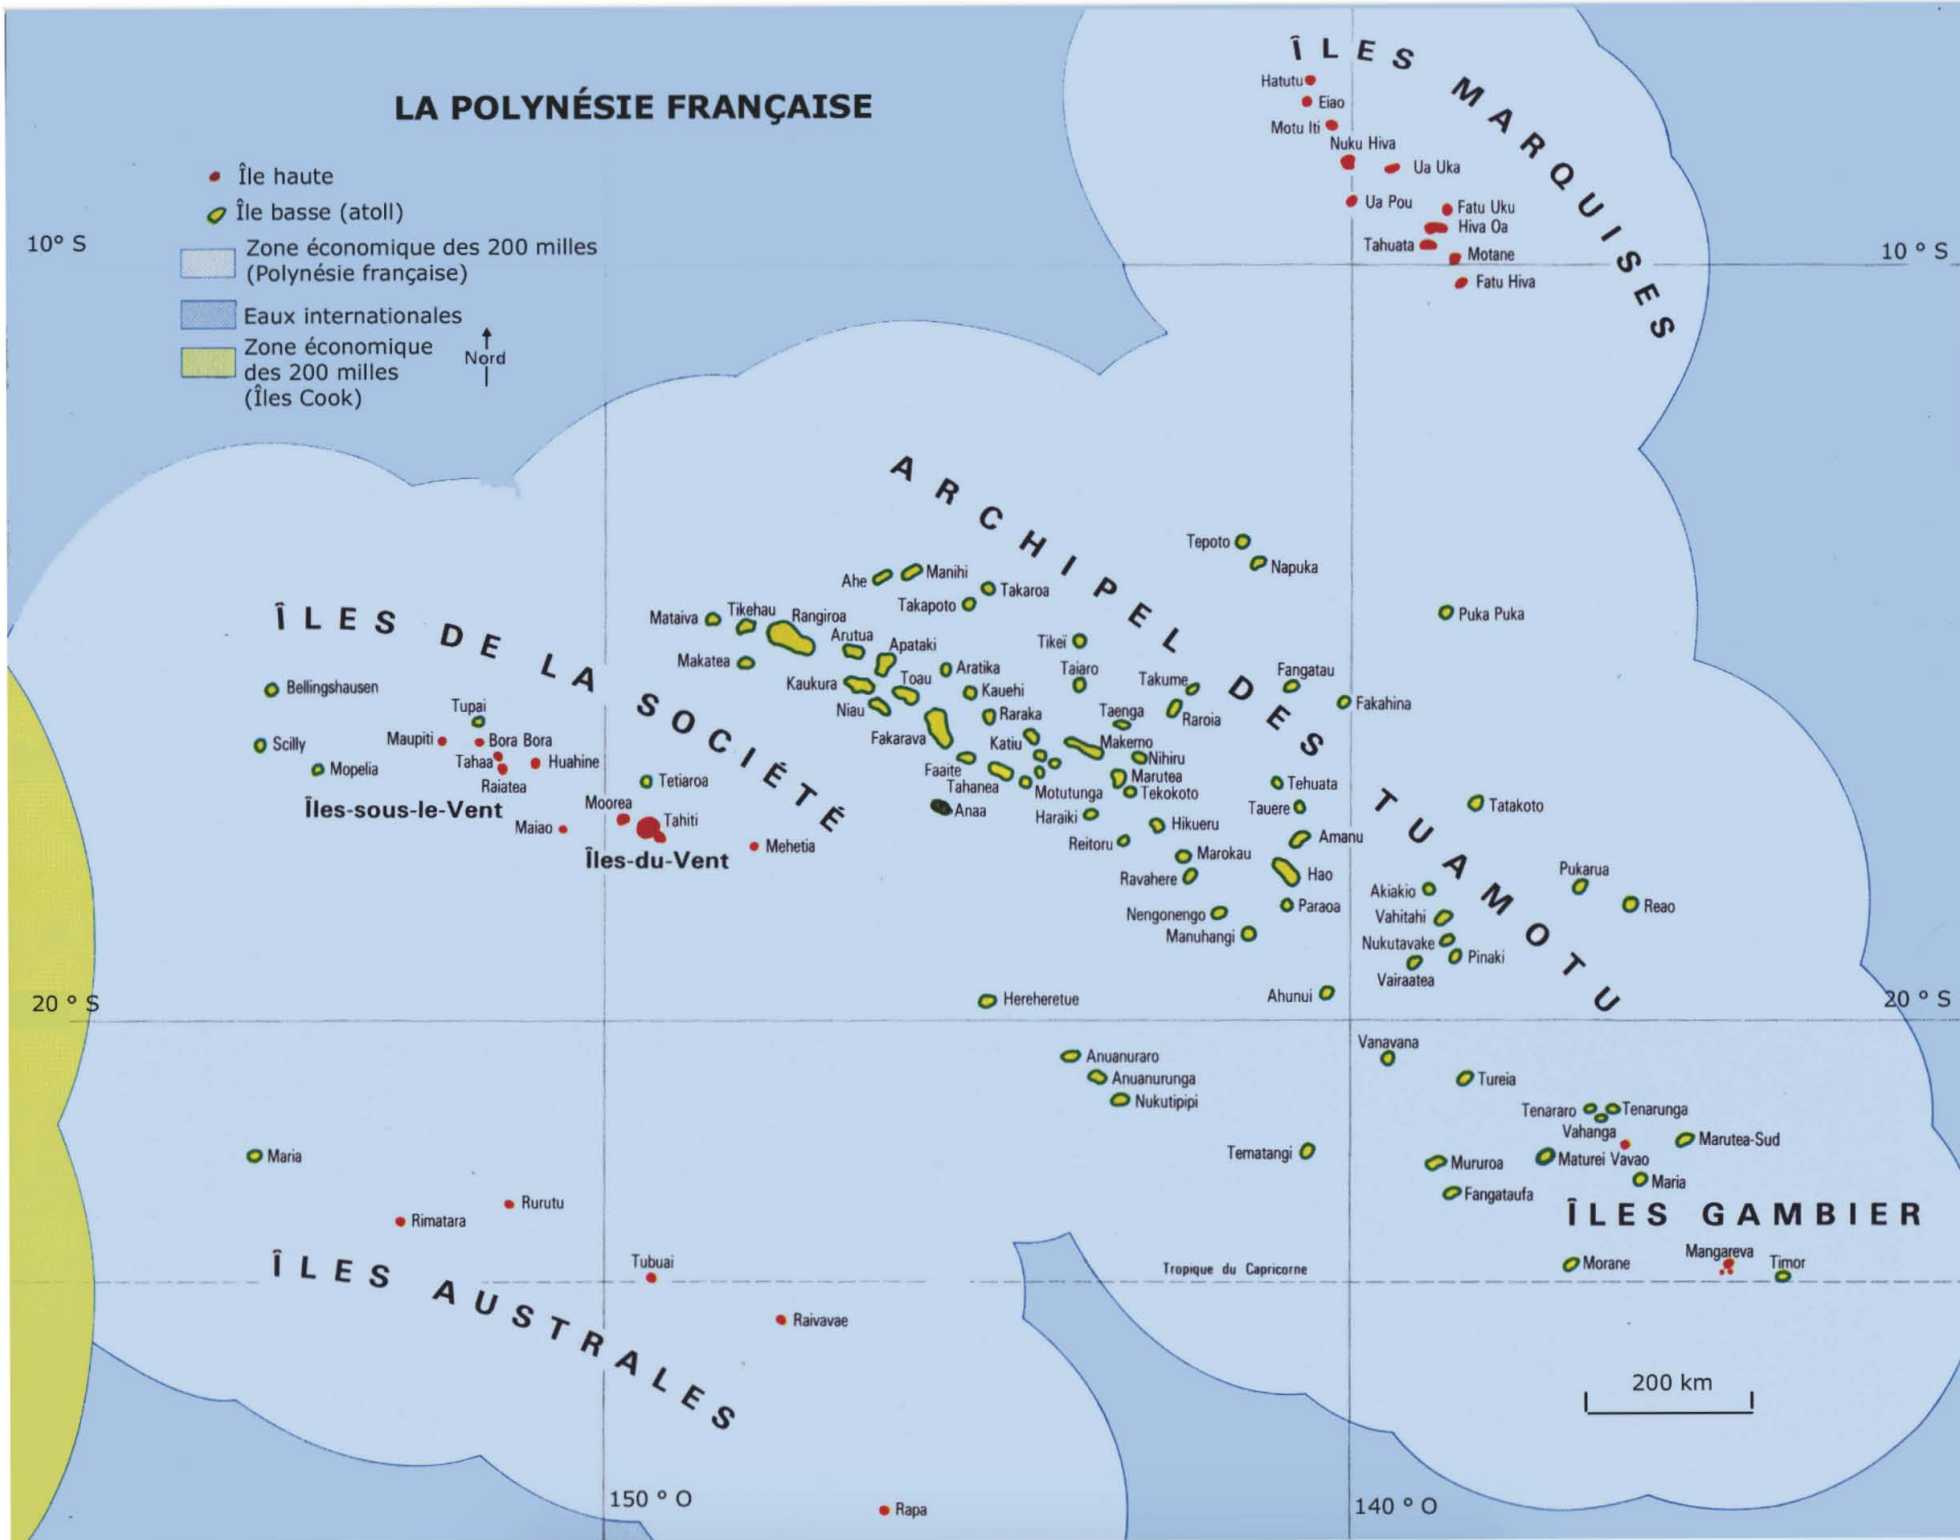 LA POLYNÉSIE FRANÇAISE
Île haute
Île basse (atoll)
Zone économique des 200 milles
(Polynésie française)
Eaux internationales
Zone économique
des 200 milles
(Îles Cook)
Nord
10° S
10 ° S
ÎLES MARQUISES
Hatutu
Eiao
Motu Iti
Nuku Hiva
Ua Uka
Ua Pou
Fatu Uku
Hiva Oa
Tahuata
Motane
Fatu Hiva
ARCHIPEL DES TUAMOTU
Tepoto
Napuka
Ahe
Manihi
Takaroa
Takapoto
Puka Puka
Mataiva
Tikehau
Rangiroa
Arutua
Apataki
Tikeï
Makatea
Aratika
Taiaro
Takume
Fangatau
Kaukura
Toau
Kauehi
Fakahina
Niau
Raraka
Taenga
Raroia
Fakarava
Katiu
Makemo
Nihiru
Faaite
Tahanea
Marutea
Motutunga
Tekokoto
Tehuata
Anaa
Haraiki
Hikueru
Tauere
Tatakoto
Reitoru
Amanu
Marokau
Ravahere
Hao
Pukarua
Akiakio
Reao
Nengonengo
Paraoa
Vahitahi
Manuhangi
Nukutavake
Pinaki
Vairaatea
Hereheretue
Ahunui
ÎLES DE LA SOCIÉTÉ
Bellingshausen
Tupai
Scilly
Maupiti
Bora Bora
Mopelia
Tahaa
Huahine
Raiatea
Tetiaroa
Îles-sous-le-Vent
Moorea
Maiao
Tahiti
Mehetia
Îles-du-Vent
20 ° S
20 ° S
Anuanuraro
Anuanurunga
Nukutipipi
Vanavana
Tureia
Tenararo
Tenarunga
Vahanga
Marutea-Sud
Tematangi
Mururoa
Maturei Vavao
Fangataufa
Maria
ÎLES GAMBIER
Mangareva
Morane
Timor
Tropique du Capricorne
Maria
Rurutu
Rimatara
ÎLES AUSTRALES
Tubuai
Raivavae
Rapa
200 km
150 ° O
140 ° O